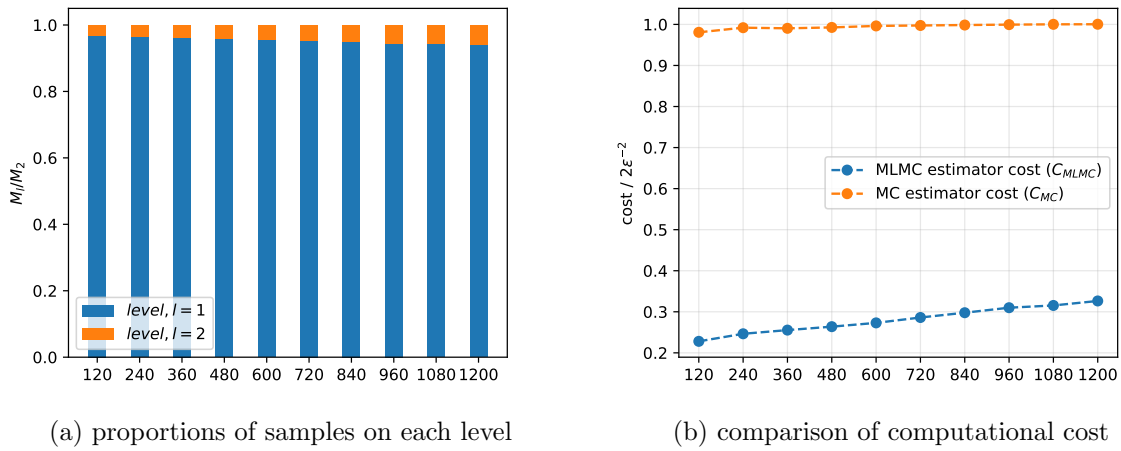 1.0
0.8
0.6
0.4
0.2
0.0
M_l/M_2
level, l = 1
level, l = 2
120 240 360 480 600 720 840 960 1080 1200
(a) proportions of samples on each level
1.0
0.9
0.8
0.7
0.6
0.5
0.4
0.3
0.2
cost / 2ε⁻²
MLMC estimator cost (C_MLMC)
MC estimator cost (C_MC)
120 240 360 480 600 720 840 960 1080 1200
(b) comparison of computational cost